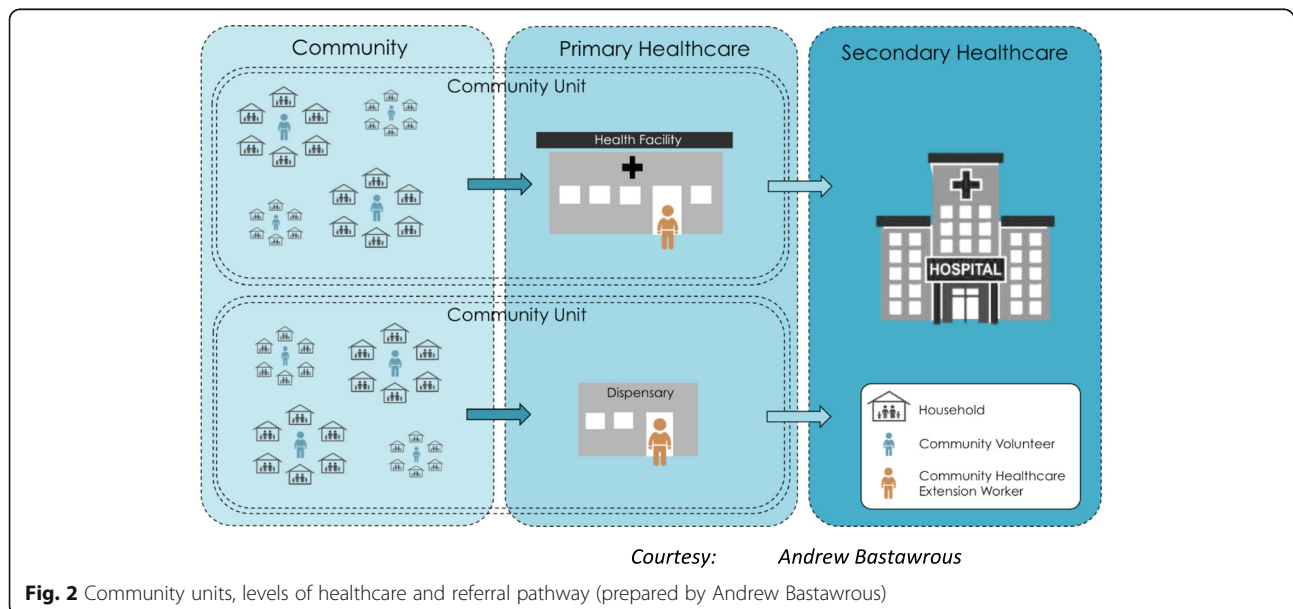 Community
Primary Healthcare
Secondary Healthcare
Community Unit
Health Facility
HOSPITAL
Community Unit
Dispensary
Household
Community Volunteer
Community Healthcare
Extension Worker
Courtesy: Andrew Bastawrous
Fig. 2 Community units, levels of healthcare and referral pathway (prepared by Andrew Bastawrous)